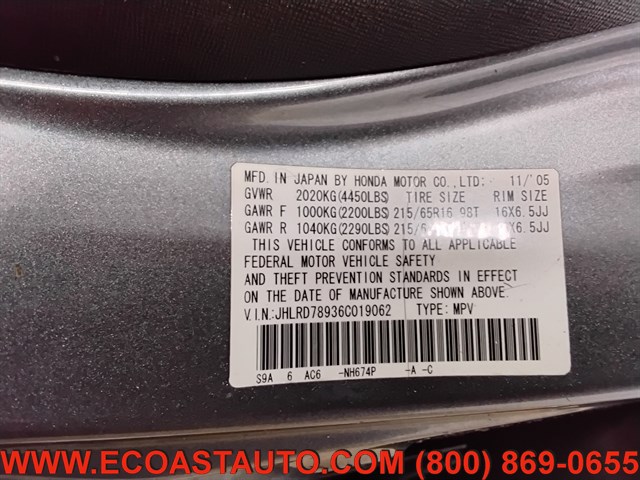 MFD. IN JAPAN BY HONDA MOTOR CO., LTD: 11/'05
GVWR 2020KG(4450LBS) TIRE SIZE RIM SIZE
GAWR F 1000KG(2200LBS) 215/65R16 98T 16X6.5JJ
GAWR R 1040KG(2290LBS) 215/ X6.5JJ
THIS VEHICLE CONFORMS TO ALL APPLICABLE
FEDERAL MOTOR VEHICLE SAFETY
AND THEFT PREVENTION STANDARDS IN EFFECT
ON THE DATE OF MANUFACTURE SHOWN ABOVE.
V.I.N.:JHLRD78936C019062 TYPE: MPV
S9A 6 AC6 -NH674P -A -C
WWW.ECOASTAUTO.COM (800) 869-0655